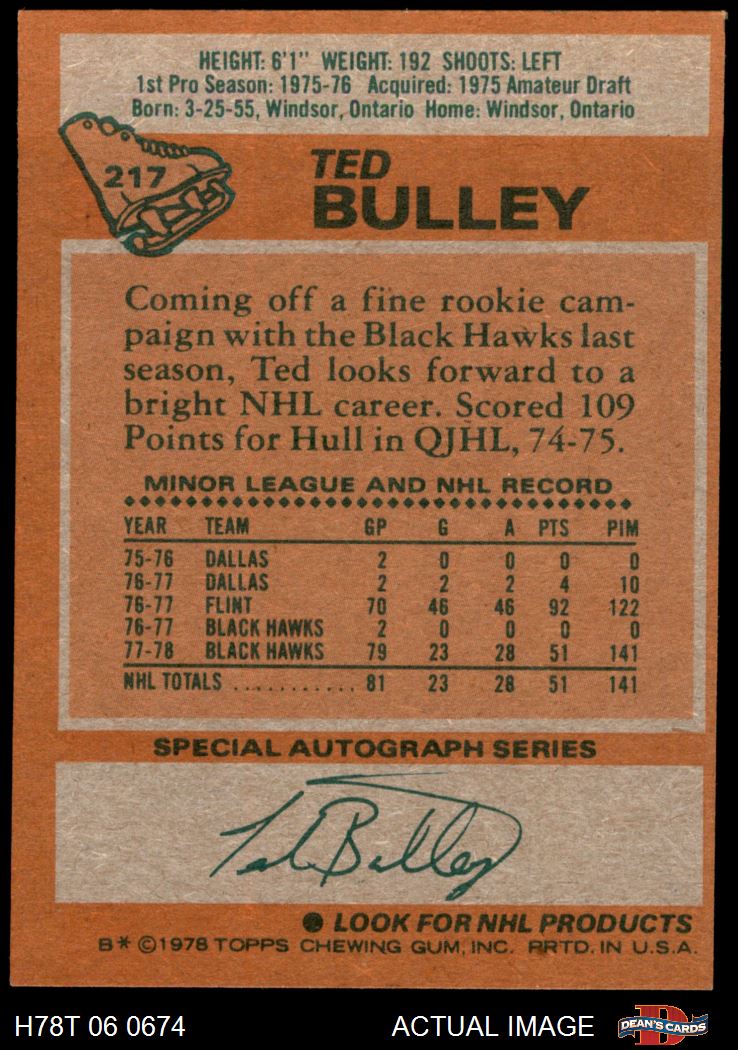 HEIGHT: 6'1" WEIGHT: 192 SHOOTS: LEFT
1st Pro Season: 1975-76 Acquired: 1975 Amateur Draft
Born: 3-25-55, Windsor, Ontario Home: Windsor, Ontario
217
TED
BULLEY
Coming off a fine rookie cam-
paign with the Black Hawks last
season, Ted looks forward to a
bright NHL career. Scored 109
Points for Hull in QJHL, 74-75.
MINOR LEAGUE AND NHL RECORD
YEAR TEAM GP G A PTS PIM
75-76 DALLAS 2 0 0 0 0
76-77 DALLAS 2 2 2 4 10
76-77 FLINT 70 46 46 92 122
76-77 BLACK HAWKS 2 0 0 0 0
77-78 BLACK HAWKS 79 23 28 51 141
NHL TOTALS ........... 81 23 28 51 141
SPECIAL AUTOGRAPH SERIES
Ted Bulley
● LOOK FOR NHL PRODUCTS
B* ©1978 TOPPS CHEWING GUM, INC. PRTD. IN U.S.A.
H78T 06 0674 ACTUAL IMAGE
D
DEAN'S CARDS